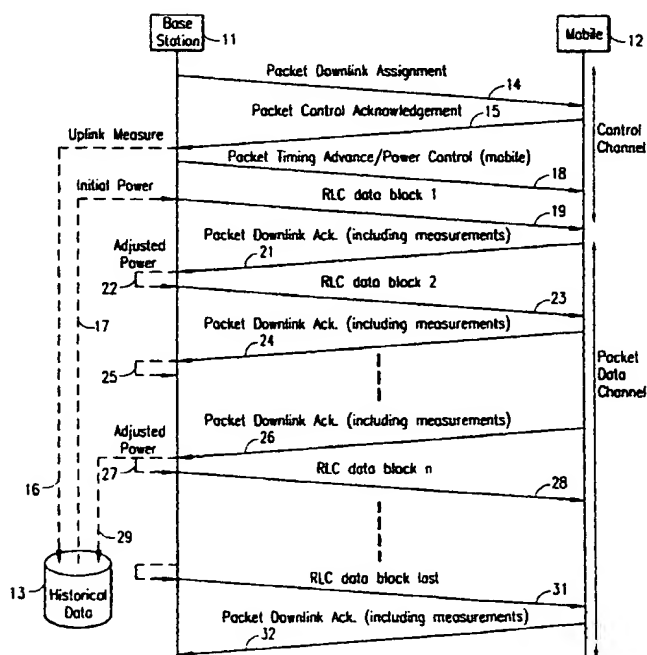 Base
Station
11
Mobile
12
Packet Downlink Assignment
14
Packet Control Acknowledgement
15
Uplink Measure
Control
Channel
Packet Timing Advance/Power Control (mobile)
18
Initial Power
RLC data block 1
19
Packet Downlink Ack. (including measurements)
21
Adjusted
Power
22
RLC data block 2
23
17
Packet Downlink Ack. (including measurements)
24
25
Packet
Data
Channel
Packet Downlink Ack. (including measurements)
26
Adjusted
Power
27
RLC data block n
28
16
29
13
Historical
Data
RLC data block last
31
Packet Downlink Ack. (including measurements)
32